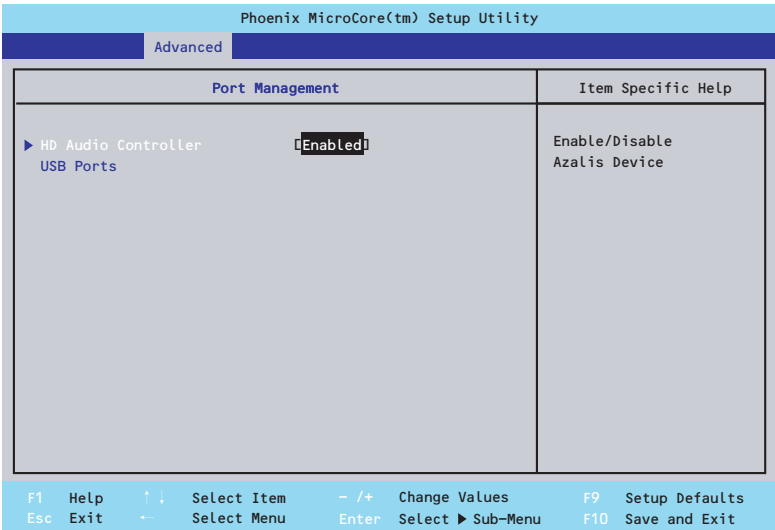 Phoenix MicroCore(tm) Setup Utility
Advanced
Port Management
Item Specific Help
▶ HD Audio Controller [Enabled]
USB Ports
Enable/Disable
Azalis Device
F1 Help ↑ ↓ Select Item - /+ Change Values F9 Setup Defaults
Esc Exit ← Select Menu Enter Select ▶ Sub-Menu F10 Save and Exit